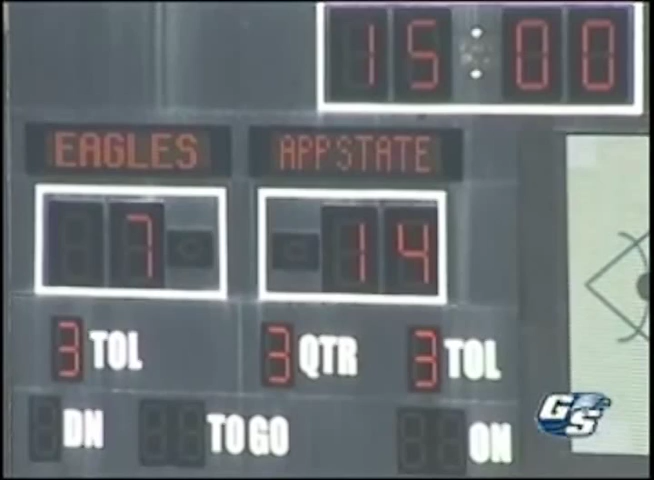 15:00
EAGLES APPSTATE
7 14
3 TOL 3 QTR 3 TOL
DN TO GO ON
GS